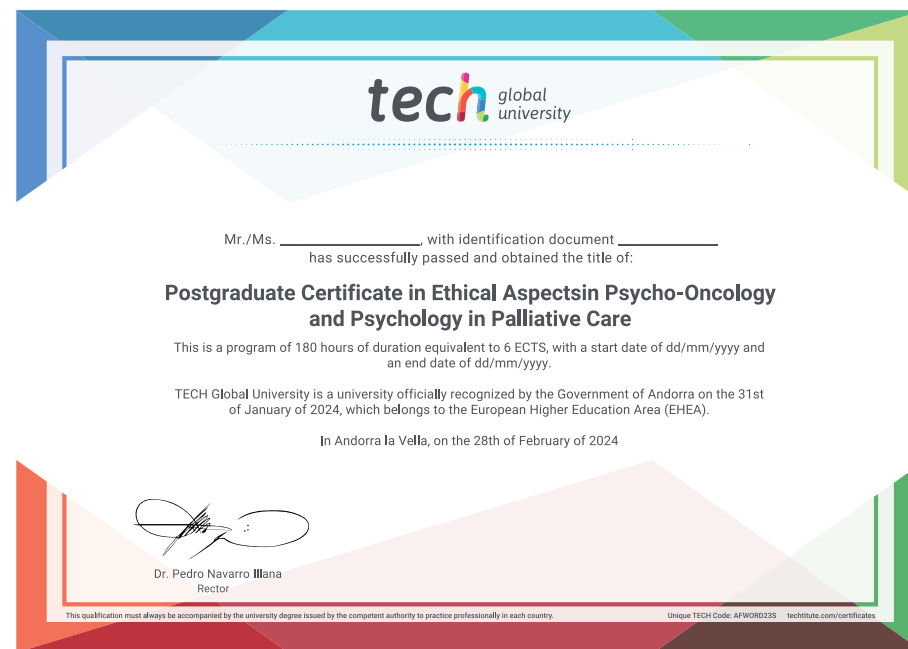 tech global
university
Mr./Ms. ____________, with identification document ____________
has successfully passed and obtained the title of:
Postgraduate Certificate in Ethical Aspectsin Psycho-Oncology
and Psychology in Palliative Care
This is a program of 180 hours of duration equivalent to 6 ECTS, with a start date of dd/mm/yyyy and
an end date of dd/mm/yyyy.
TECH Global University is a university officially recognized by the Government of Andorra on the 31st
of January of 2024, which belongs to the European Higher Education Area (EHEA).
In Andorra la Vella, on the 28th of February of 2024
Dr. Pedro Navarro Illana
Rector
This qualification must always be accompanied by the university degree issued by the competent authority to practice professionally in each country.
Unique TECH Code: AFWORD23S techtitute.com/certificates